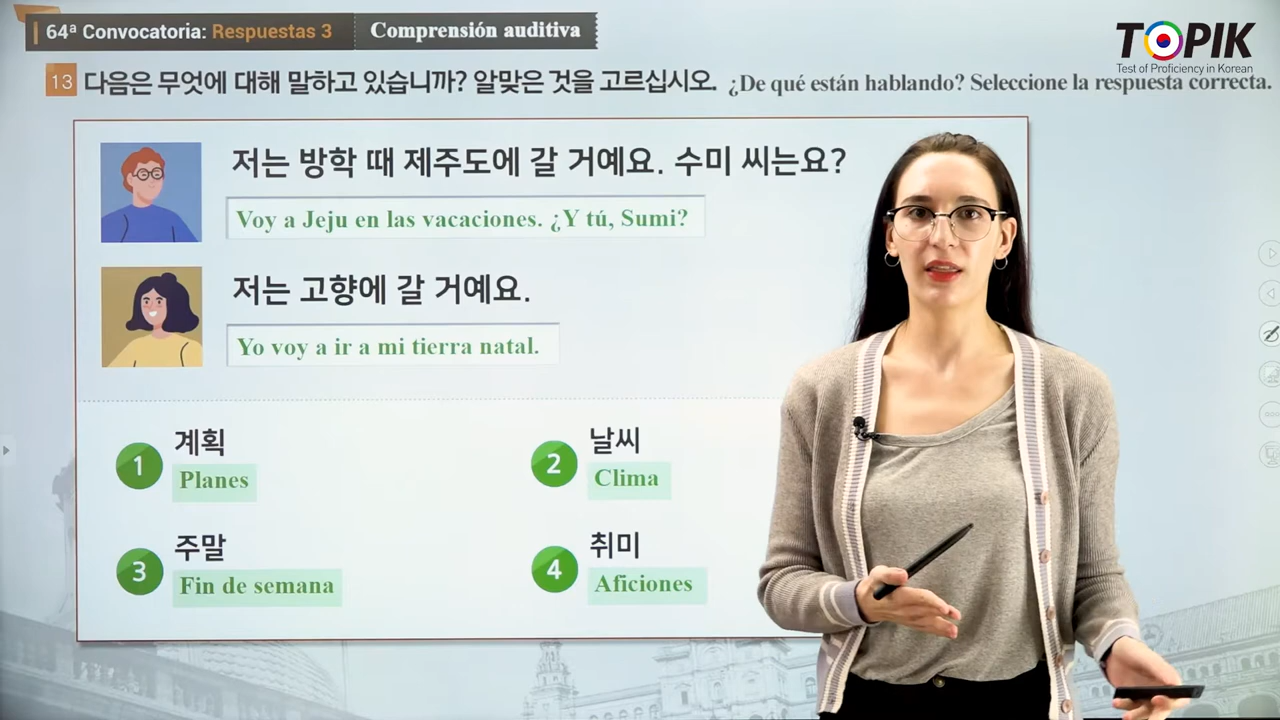 64ª Convocatoria: Respuestas 3 Comprensión auditiva
TOPIK
Test of Proficiency in Korean
13 다음은 무엇에 대해 말하고 있습니까? 알맞은 것을 고르십시오. ¿De qué están hablando? Seleccione la respuesta correcta.
저는 방학 때 제주도에 갈 거예요. 수미 씨는요?
Voy a Jeju en las vacaciones. ¿Y tú, Sumi?
저는 고향에 갈 거예요.
Yo voy a ir a mi tierra natal.
1 계획
Planes
2 날씨
Clima
3 주말
Fin de semana
4 취미
Aficiones